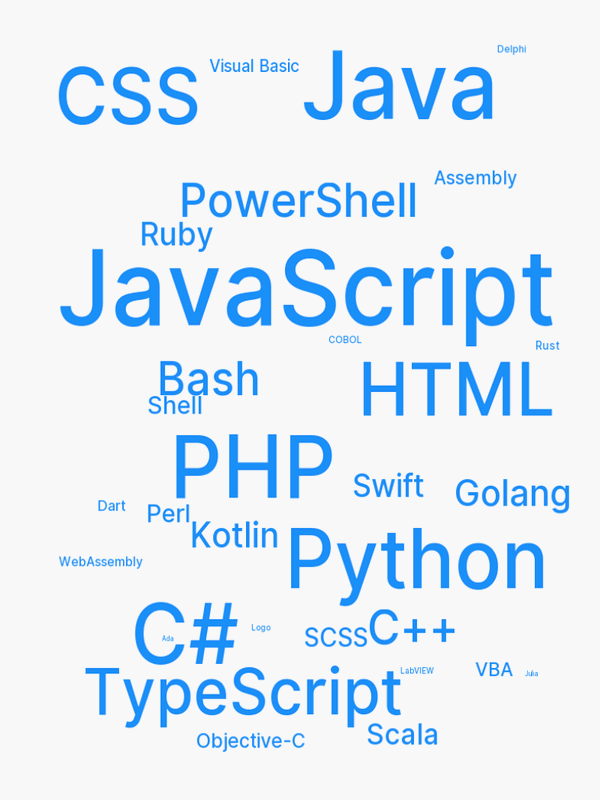 Delphi
Visual Basic
CSS
Java
Assembly
PowerShell
Ruby
JavaScript
COBOL
Rust
Bash
HTML
Shell
PHP
Swift
Golang
Dart
Perl
Kotlin
Python
WebAssembly
C#
Ada
Logo
SCSS
C++
TypeScript
LabVIEW
VBA
Julia
Objective-C
Scala